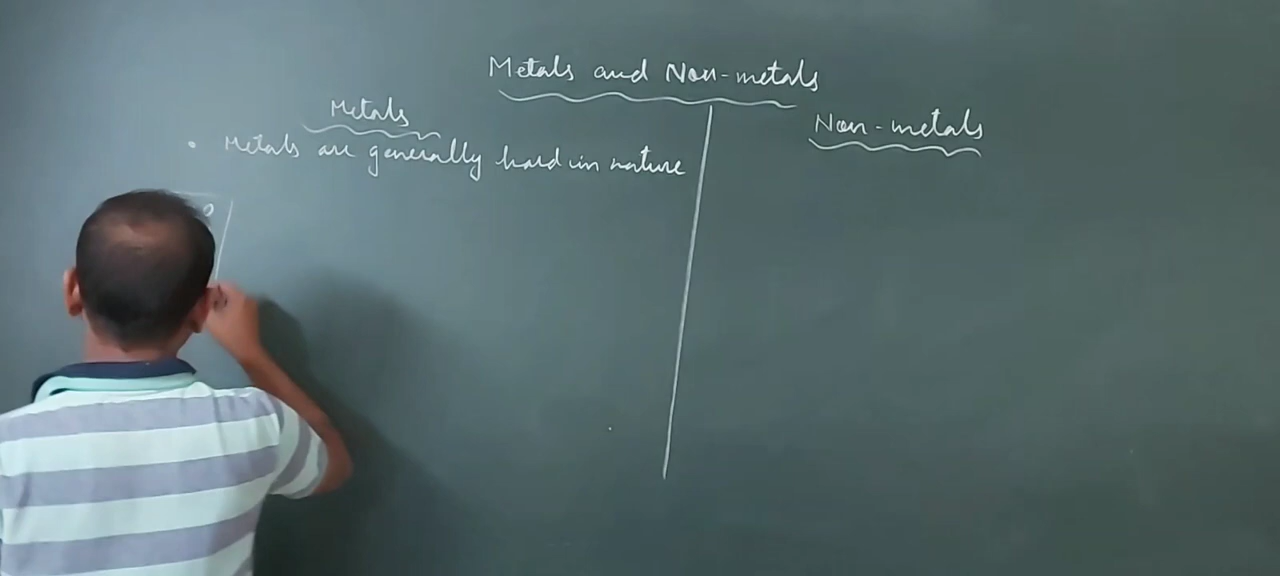 Metals and Non-metals
Metals
Non-metals
• Metals are generally hard in nature